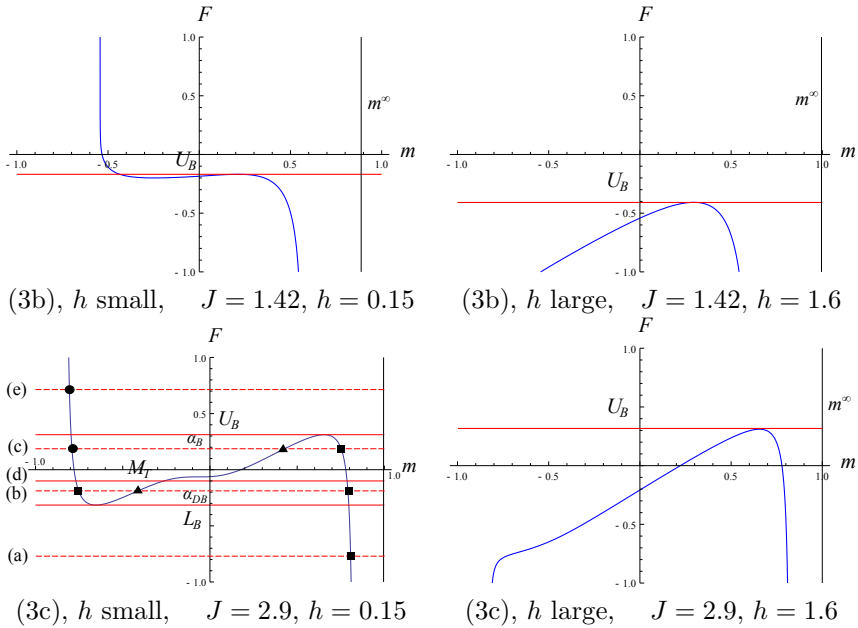 F
1.0
0.5
m^∞
U_B
- 1.0
- 0.5
0.5
1.0
m
- 0.5
- 1.0
(3b), h small, J = 1.42, h = 0.15
F
1.0
0.5
m^∞
- 1.0
- 0.5
0.5
1.0
m
U_B
- 0.5
- 1.0
(3b), h large, J = 1.42, h = 1.6
F
1.0
(e)
0.5
U_B
(c)
α_B
- 1.0
M_I
m
1.0
(d)
(b)
α_DB
L_B
(a)
- 1.0
(3c), h small, J = 2.9, h = 0.15
F
1.0
0.5
m^∞
U_B
- 1.0
- 0.5
0.5
1.0
m
- 0.5
- 1.0
(3c), h large, J = 2.9, h = 1.6